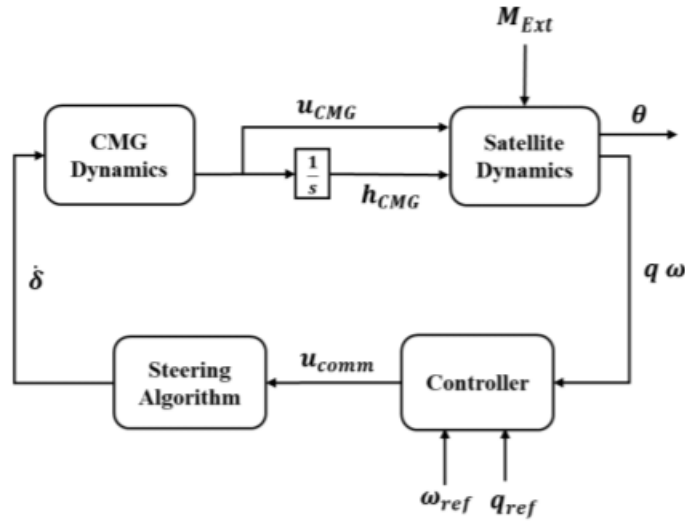 M_Ext
u_CMG
θ
CMG
Dynamics
1
s
Satellite
Dynamics
h_CMG
δ̇
q ω
u_comm
Steering
Algorithm
Controller
ω_ref q_ref